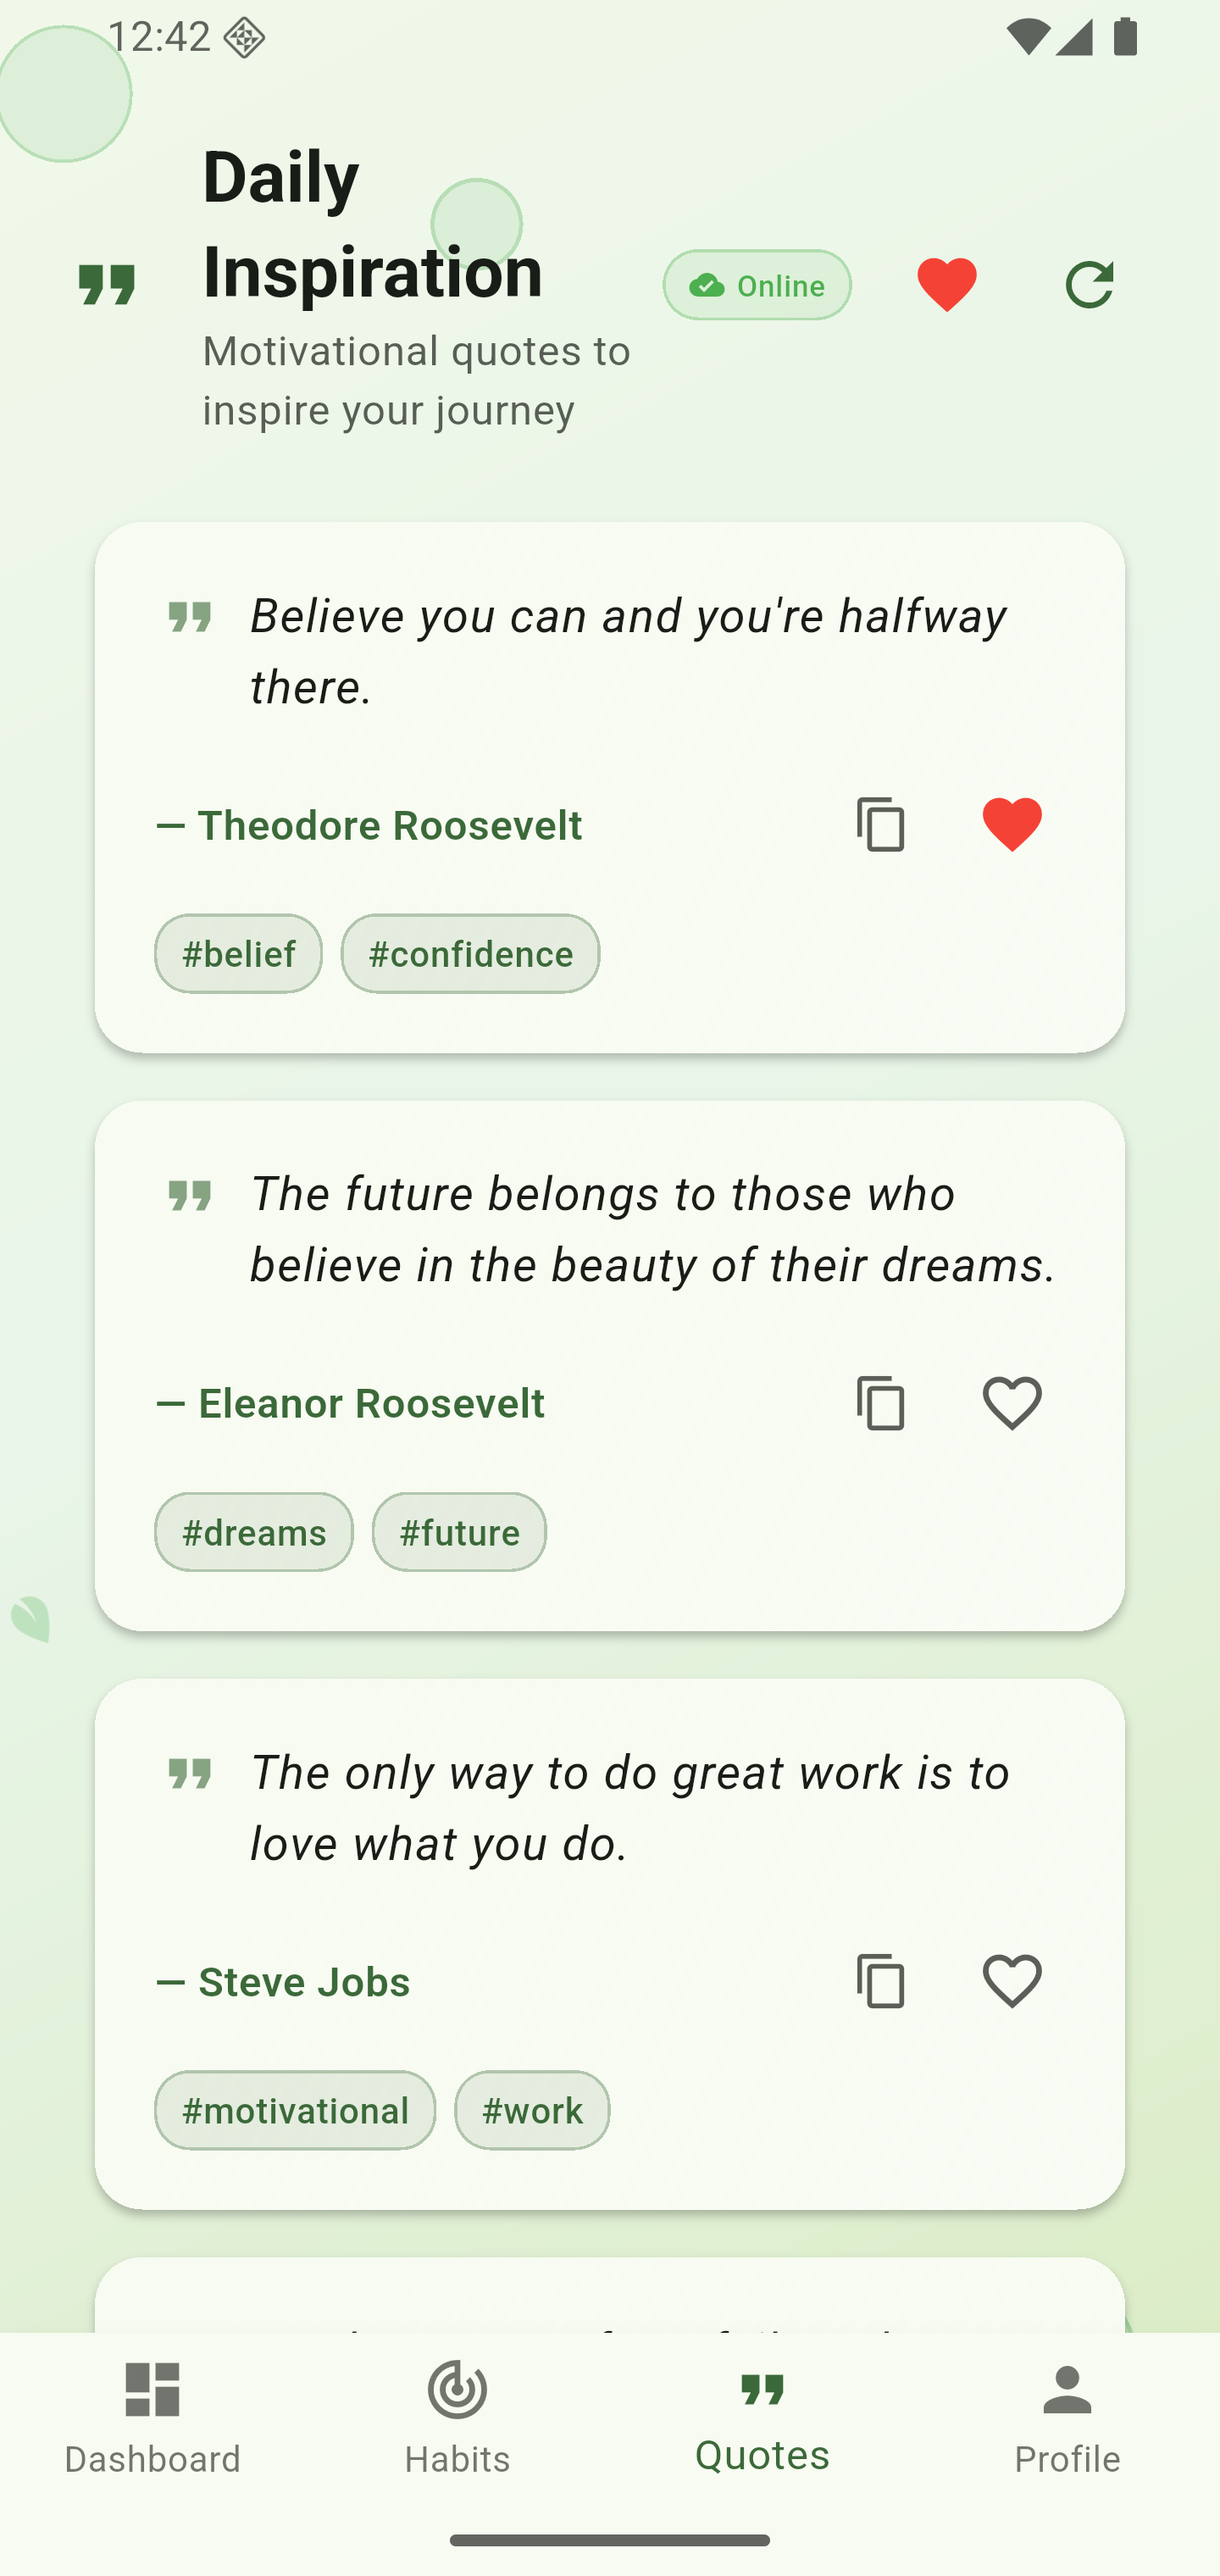 12:42
Daily
Inspiration
Online
Motivational quotes to
inspire your journey
Believe you can and you're halfway
there.
— Theodore Roosevelt
#belief #confidence
The future belongs to those who
believe in the beauty of their dreams.
— Eleanor Roosevelt
#dreams #future
The only way to do great work is to
love what you do.
— Steve Jobs
#motivational #work
Dashboard Habits Quotes Profile